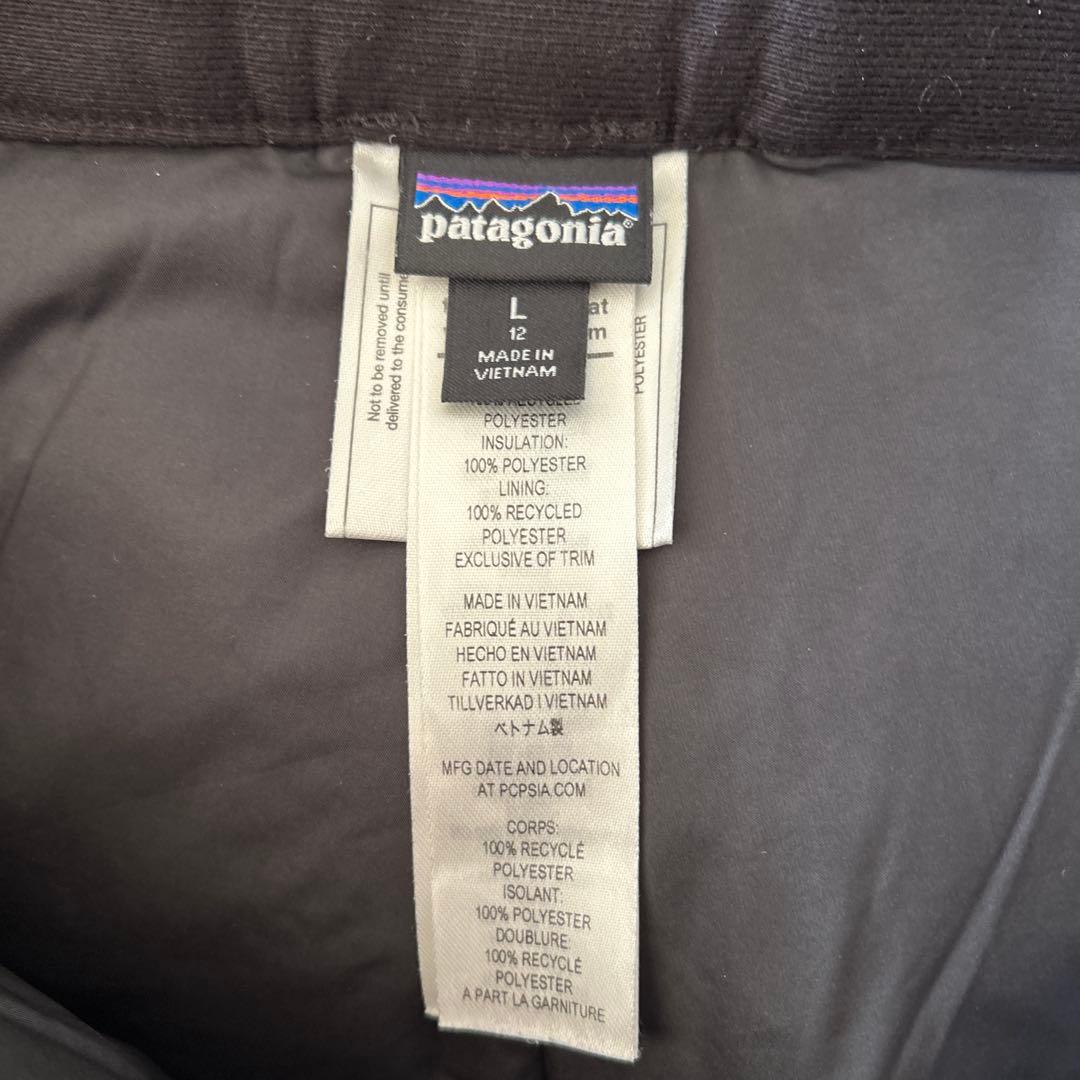 patagonia®
L
12
MADE IN
VIETNAM
Not to be removed until
delivered to the consume
at
m
POLYESTER
RECYCLED
POLYESTER
INSULATION:
100% POLYESTER
LINING:
100% RECYCLED
POLYESTER
EXCLUSIVE OF TRIM
MADE IN VIETNAM
FABRIQUÉ AU VIETNAM
HECHO EN VIETNAM
FATTO IN VIETNAM
TILLVERKAD I VIETNAM
ベトナム製
MFG DATE AND LOCATION
AT PCPSIA.COM
CORPS:
100% RECYCLÉ
POLYESTER
ISOLANT:
100% POLYESTER
DOUBLURE:
100% RECYCLÉ
POLYESTER
A PART LA GARNITURE